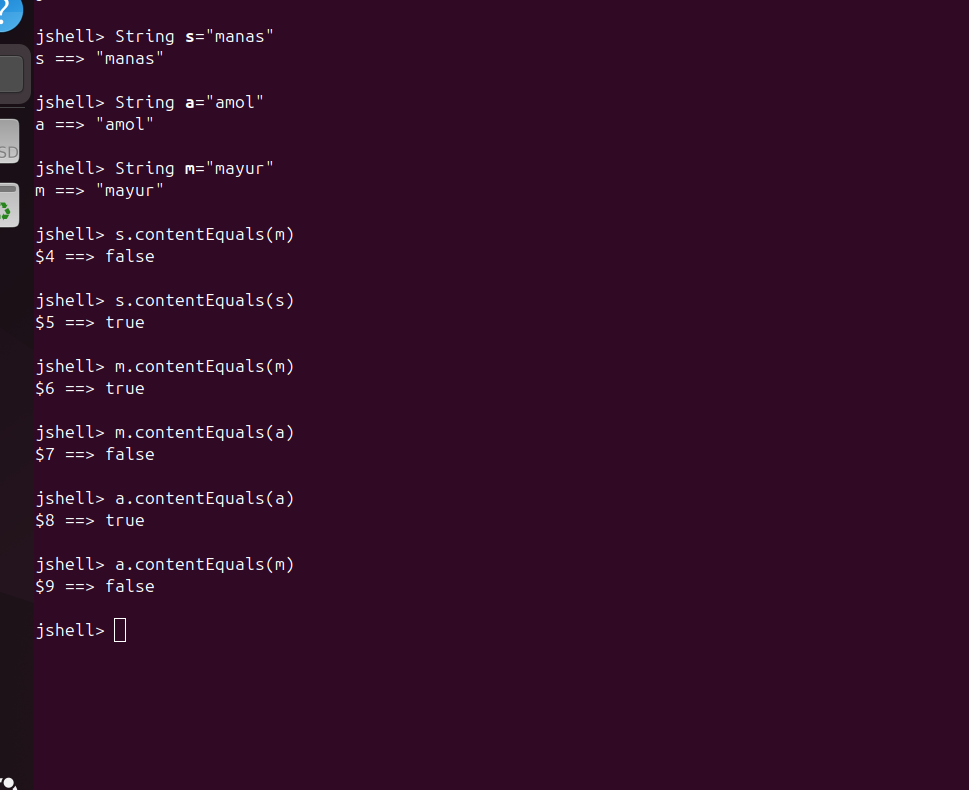 jshell> String s="manas"
s ==> "manas"
jshell> String a="amol"
a ==> "amol"
jshell> String m="mayur"
m ==> "mayur"
jshell> s.contentEquals(m)
$4 ==> false
jshell> s.contentEquals(s)
$5 ==> true
jshell> m.contentEquals(m)
$6 ==> true
jshell> m.contentEquals(a)
$7 ==> false
jshell> a.contentEquals(a)
$8 ==> true
jshell> a.contentEquals(m)
$9 ==> false
jshell>